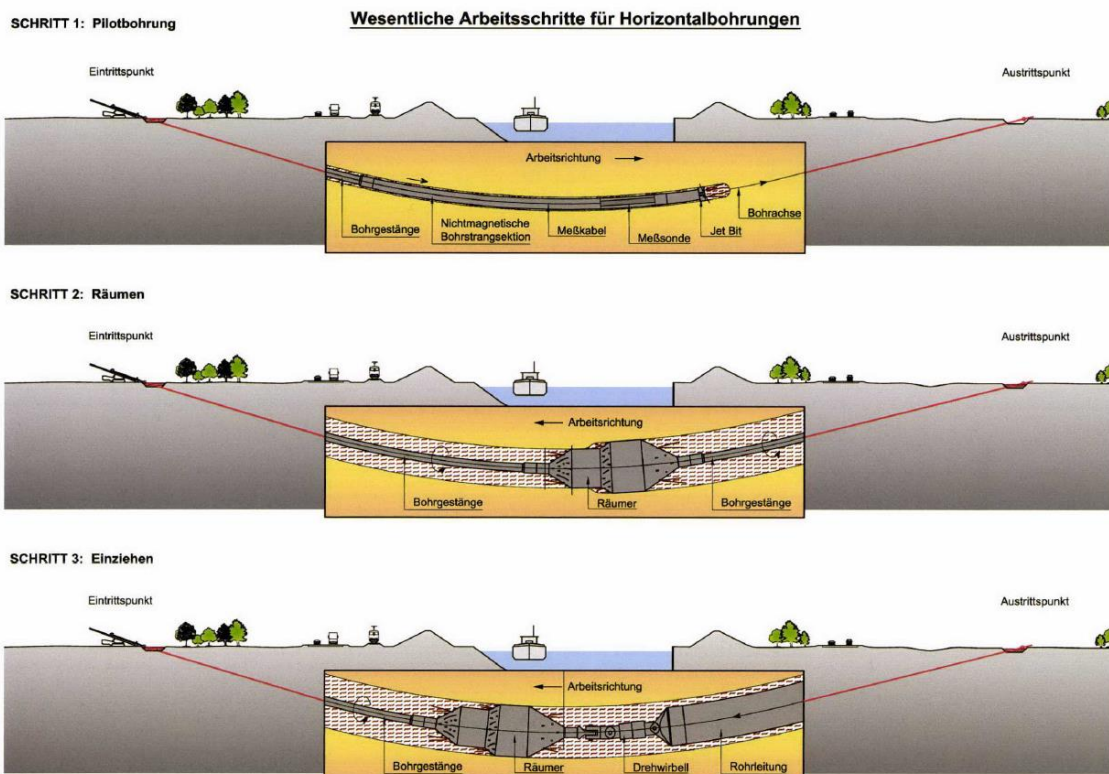 Wesentliche Arbeitsschritte für Horizontalbohrungen
SCHRITT 1: Pilotbohrung
Eintrittspunkt
Austrittspunkt
Arbeitsrichtung
Bohrgestänge
Nichtmagnetische
Bohrstrangsektion
Meßkabel
Meßsonde
Jet Bit
Bohrachse
SCHRITT 2: Räumen
Eintrittspunkt
Austrittspunkt
Arbeitsrichtung
Bohrgestänge
Räumer
Bohrgestänge
SCHRITT 3: Einziehen
Eintrittspunkt
Austrittspunkt
Arbeitsrichtung
Bohrgestänge
Räumer
Drehwirbell
Rohrleitung